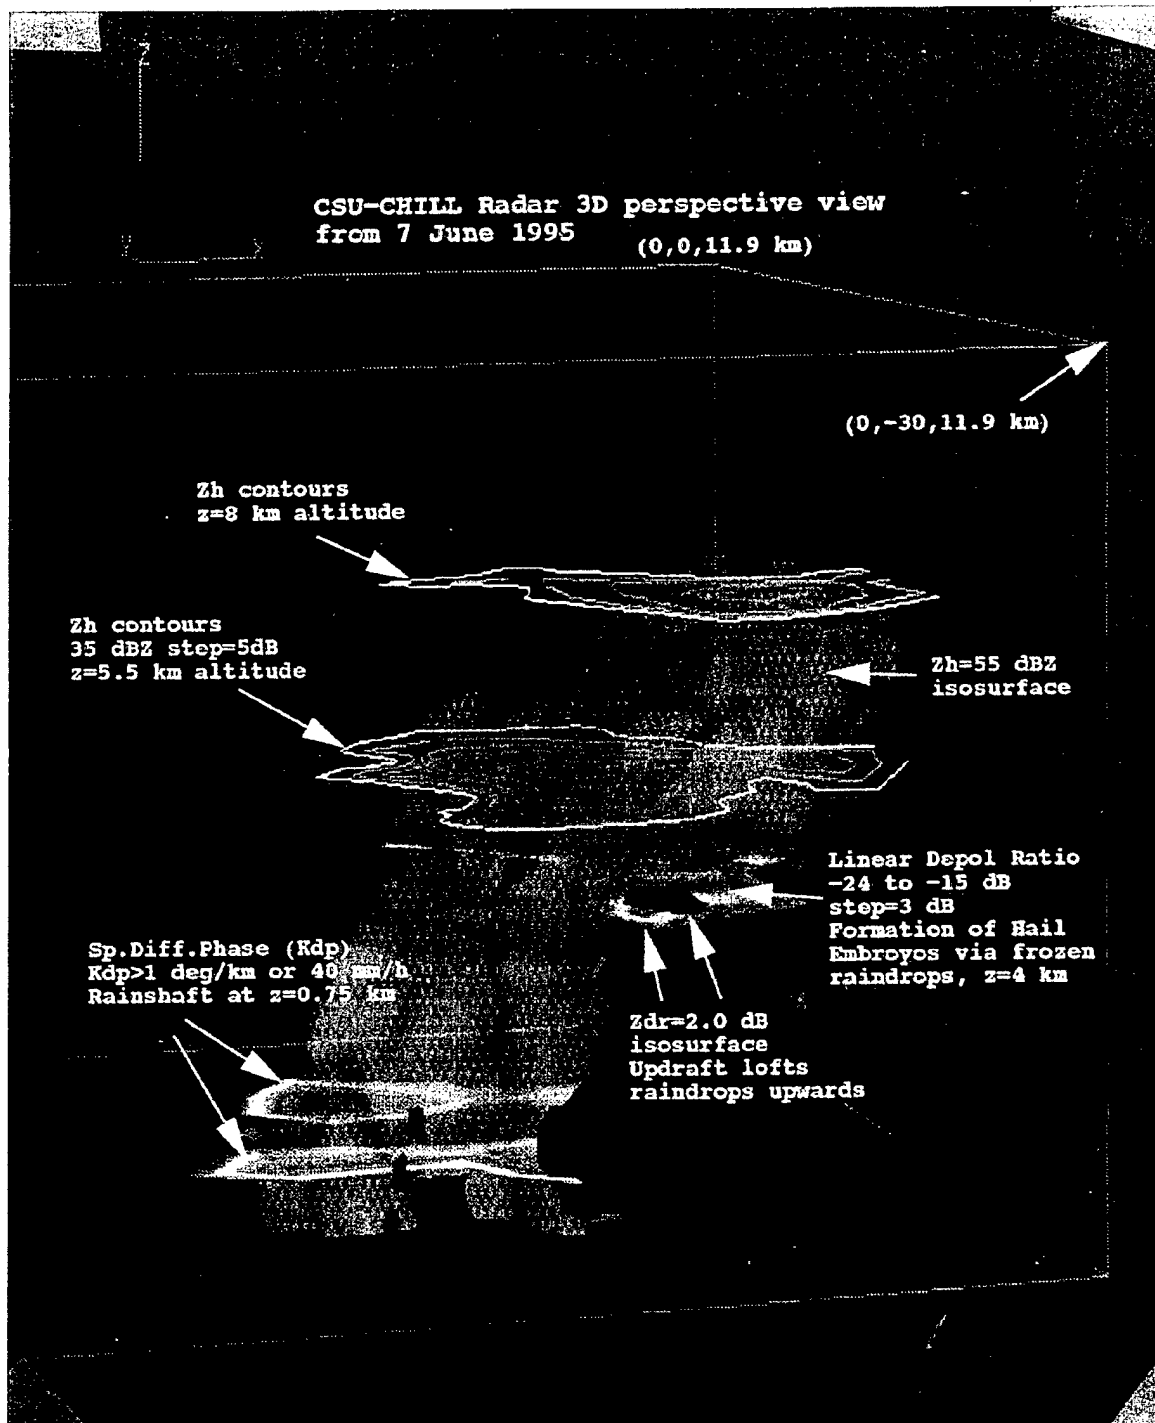 CSU-CHILL Radar 3D perspective view
from 7 June 1995
(0,0,11.9 km)
(0,-30,11.9 km)
Zh contours
z=8 km altitude
Zh contours
35 dBZ step=5dB
z=5.5 km altitude
Zh=55 dBZ
isosurface
Linear Depol Ratio
-24 to -15 dB
step=3 dB
Formation of Hail
Embroyos via frozen
raindrops, z=4 km
Sp.Diff.Phase (Kdp)
Kdp>1 deg/km or 40 mm/h
Rainshaft at z=0.75 km
Zdr=2.0 dB
isosurface
Updraft lofts
raindrops upwards